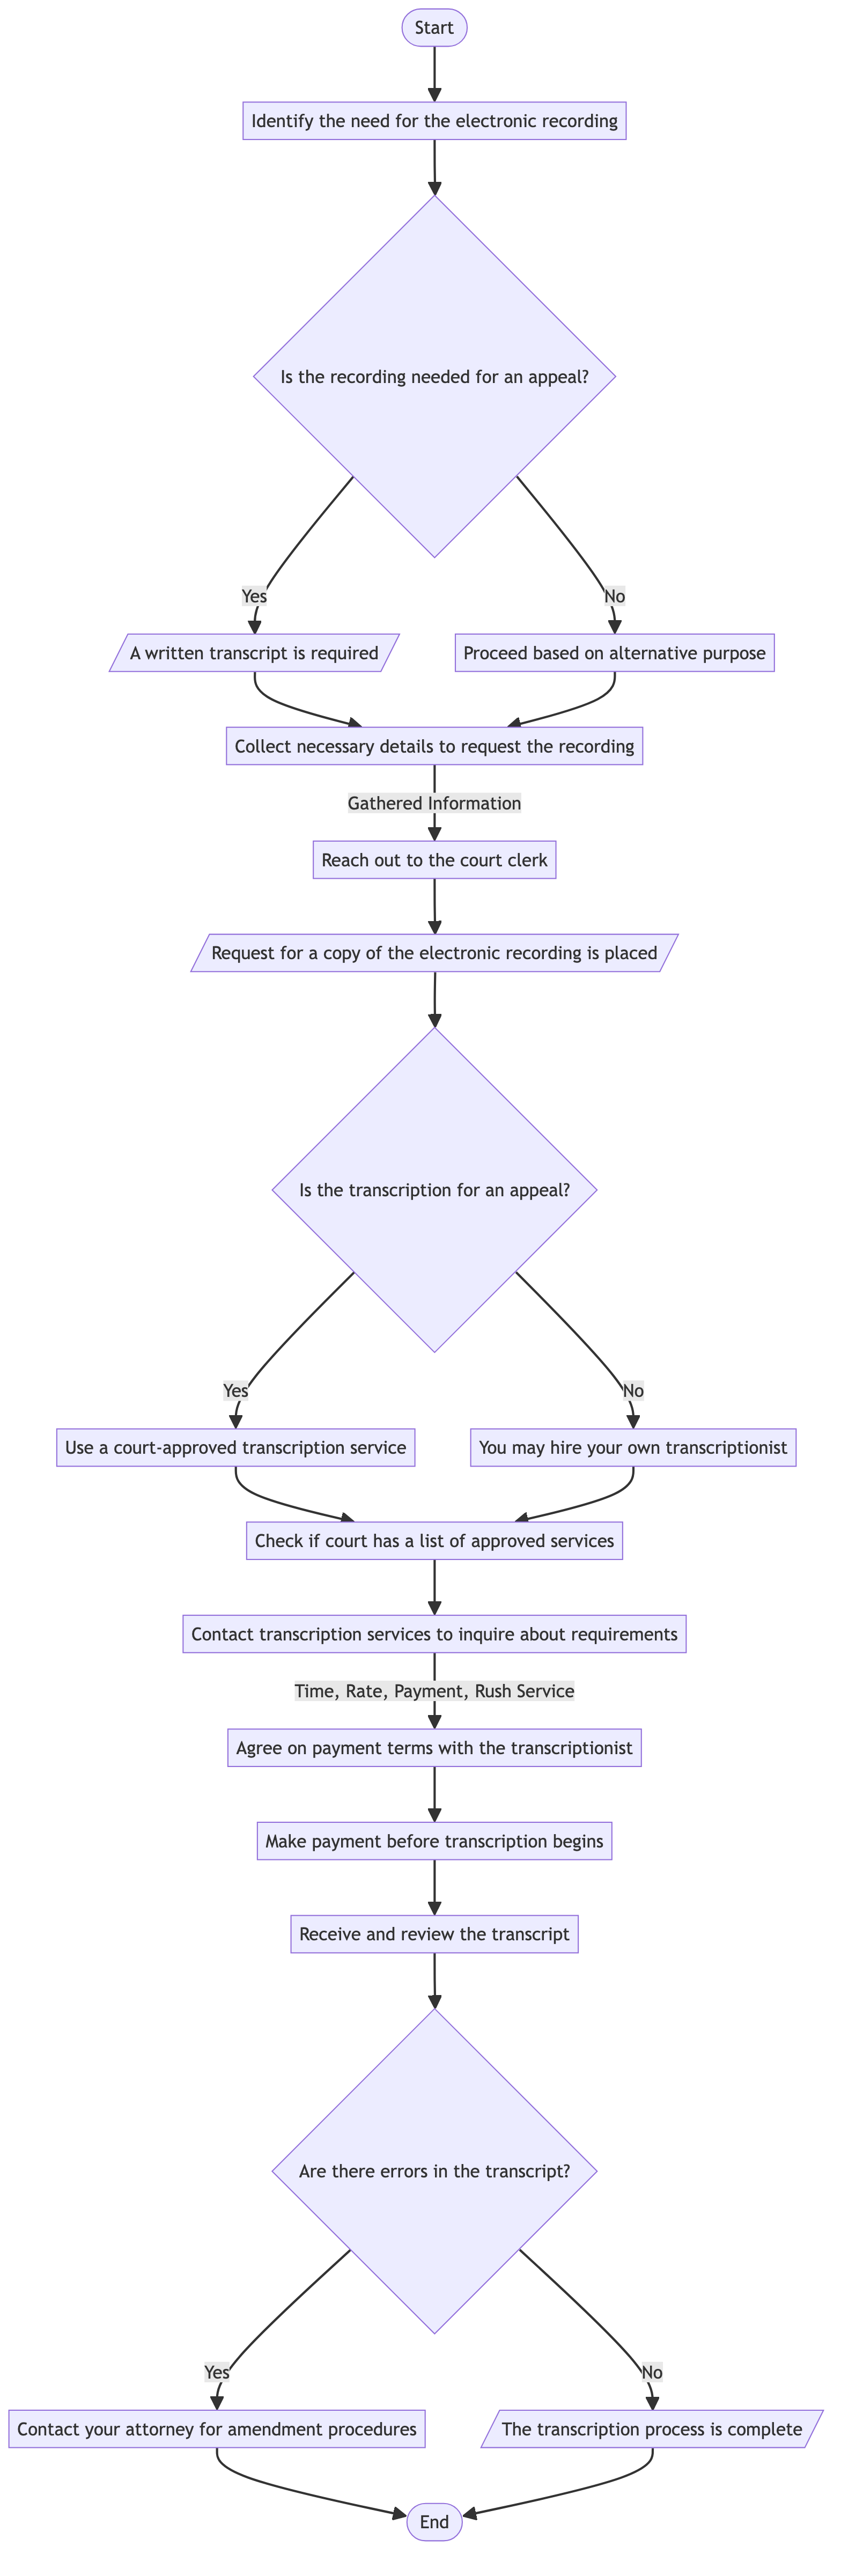 Start
Identify the need for the electronic recording
Is the recording needed for an appeal?
Yes
No
A written transcript is required
Proceed based on alternative purpose
Collect necessary details to request the recording
Gathered Information
Reach out to the court clerk
Request for a copy of the electronic recording is placed
Is the transcription for an appeal?
Yes
No
Use a court-approved transcription service
You may hire your own transcriptionist
Check if court has a list of approved services
Contact transcription services to inquire about requirements
Time, Rate, Payment, Rush Service
Agree on payment terms with the transcriptionist
Make payment before transcription begins
Receive and review the transcript
Are there errors in the transcript?
Yes
No
Contact your attorney for amendment procedures
The transcription process is complete
End